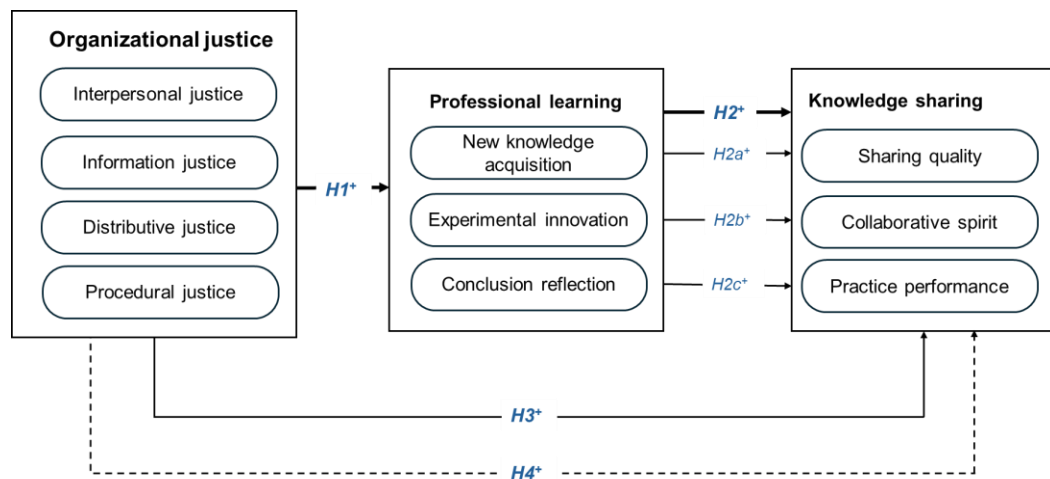 Organizational justice
Interpersonal justice
Information justice
Distributive justice
Procedural justice
H1⁺
Professional learning
New knowledge
acquisition
Experimental innovation
Conclusion reflection
H2⁺
H2a⁺
H2b⁺
H2c⁺
Knowledge sharing
Sharing quality
Collaborative spirit
Practice performance
H3⁺
H4⁺